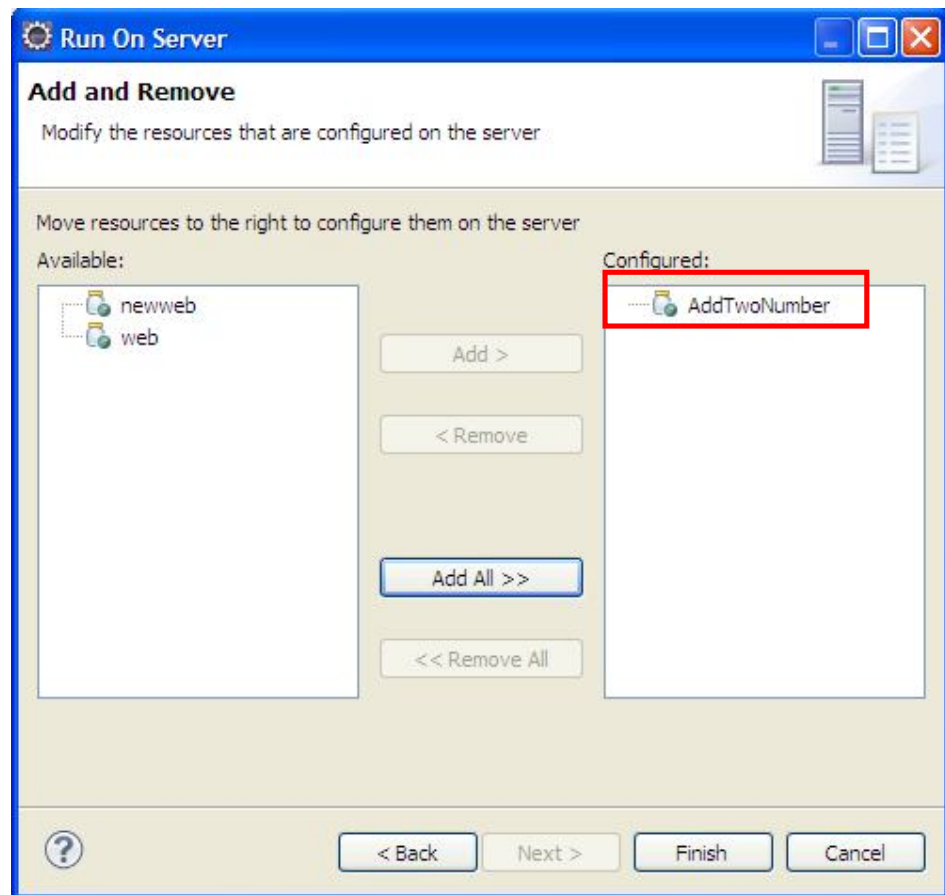 Run On Server
Add and Remove
Modify the resources that are configured on the server
Move resources to the right to configure them on the server
Available:
Configured:
newweb
web
AddTwoNumber
Add >
< Remove
Add All >>
<< Remove All
?
< Back
Next >
Finish
Cancel